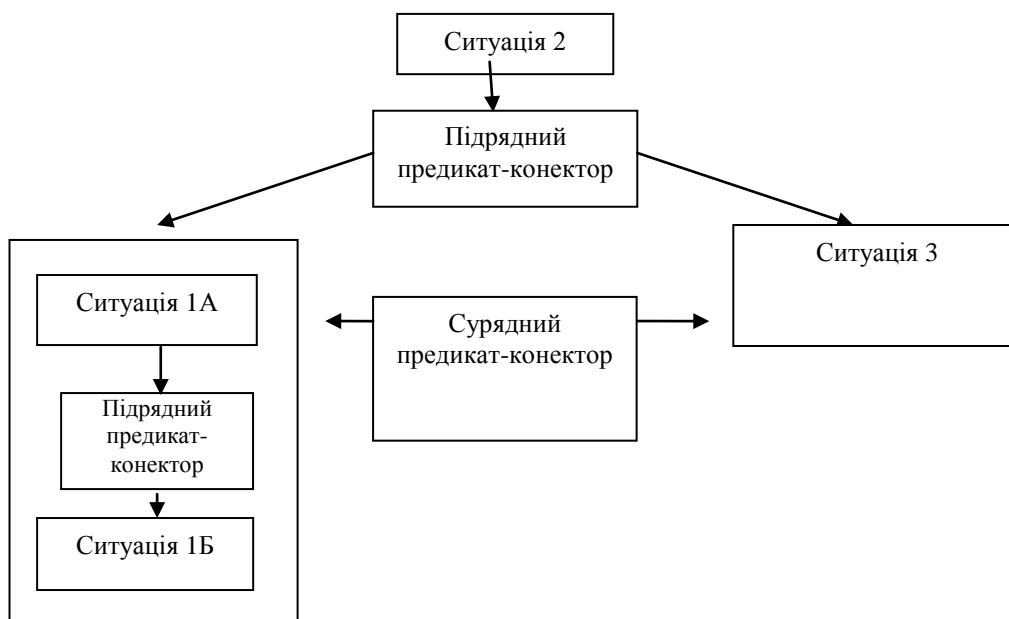 Ситуація 2
Підрядний
предикат-конектор
Ситуація 3
Ситуація 1А
Сурядний
предикат-конектор
Підрядний
предикат-
конектор
Ситуація 1Б